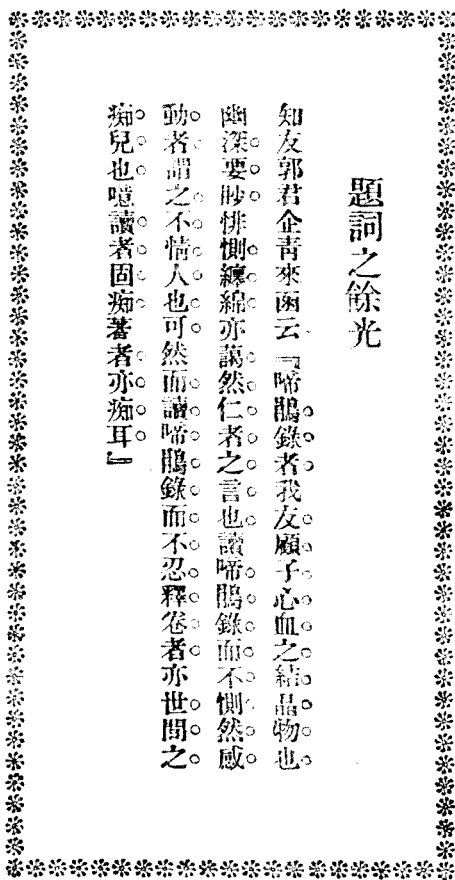 題詞之餘光
知友郭君企青來函云『啼鵑錄者我友顧子心血之結晶物也
幽深要眇悱惻纏綿亦藹然仁者之言也讀啼鵑錄而不惻然感
動者謂之不情人也可然而讀啼鵑錄而不忍釋卷者亦世間之
痴兒也噫讀者固痴著者亦痴耳』